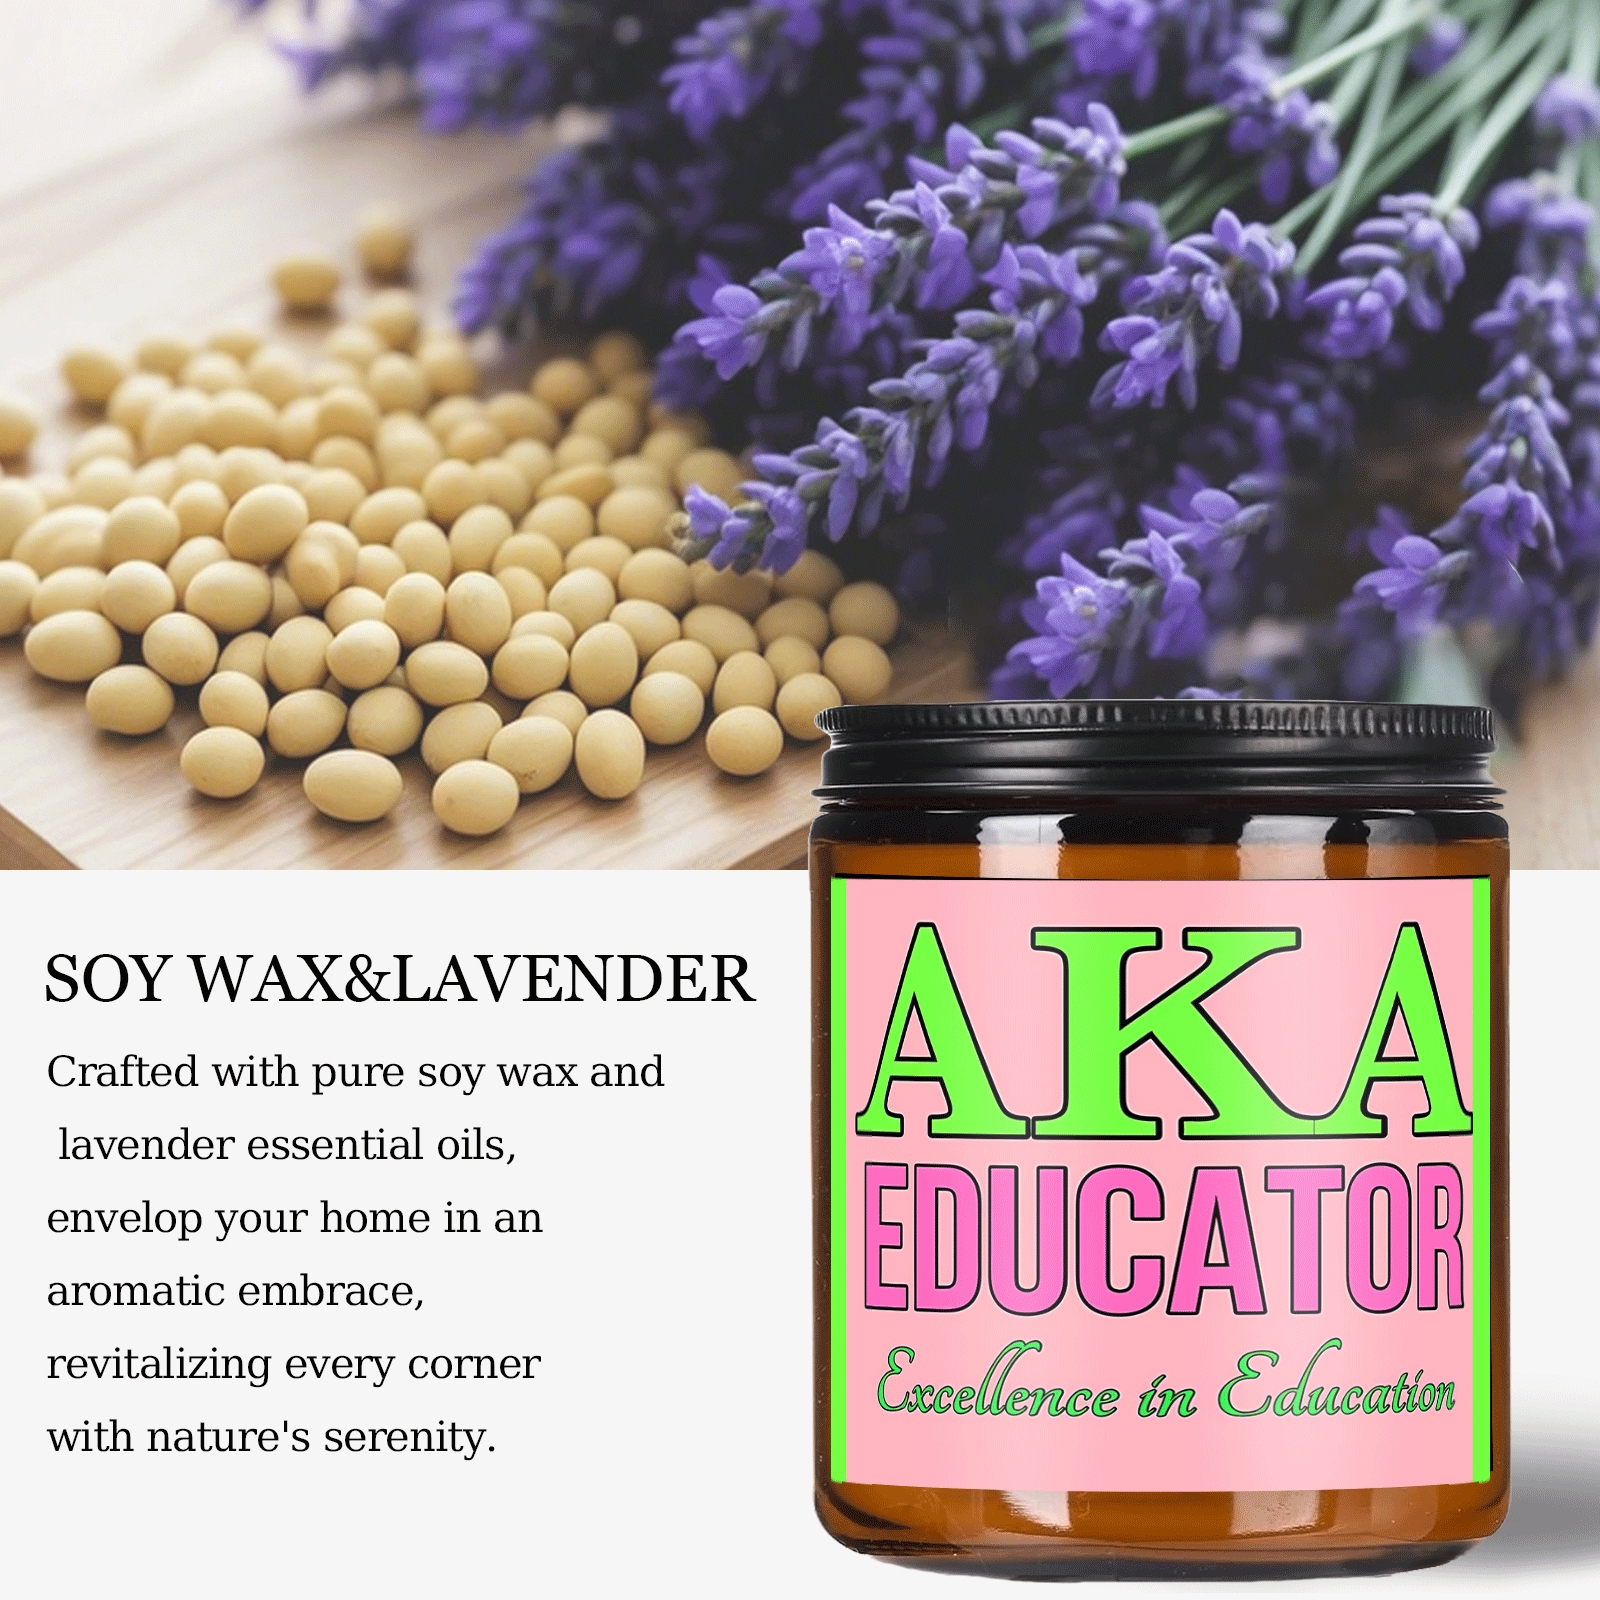 SOY WAX&LAVENDER
Crafted with pure soy wax and
lavender essential oils,
envelop your home in an
aromatic embrace,
revitalizing every corner
with nature's serenity.
AKA
EDUCATOR
Excellence in Education